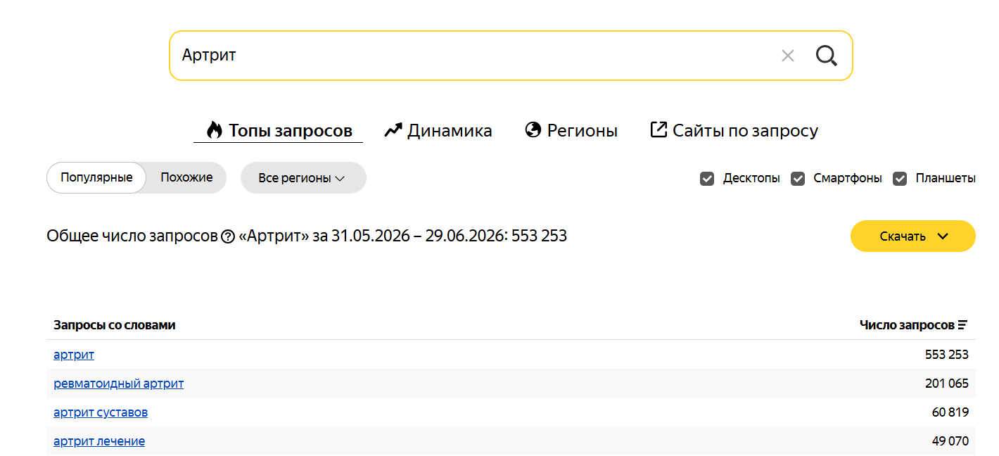 Артрит
Топы запросов Динамика Регионы Сайты по запросу
Популярные Похожие Все регионы Десктопы Смартфоны Планшеты
Общее число запросов ? «Артрит» за 31.05.2026 – 29.06.2026: 553 253 Скачать
Запросы со словами Число запросов
артрит 553 253
ревматоидный артрит 201 065
артрит суставов 60 819
артрит лечение 49 070